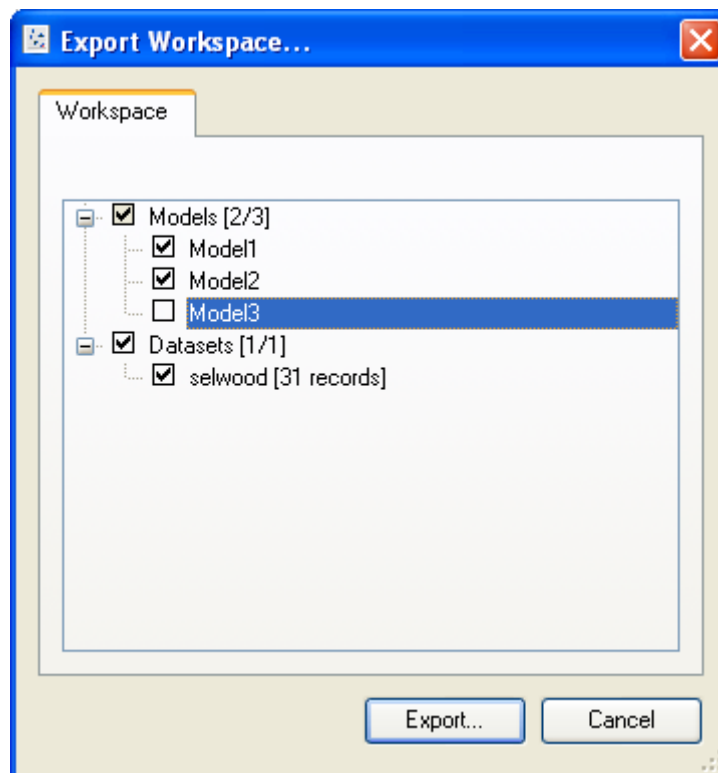 Export Workspace...
Workspace
Models [2/3]
Model1
Model2
Model3
Datasets [1/1]
selwood [31 records]
Export... Cancel